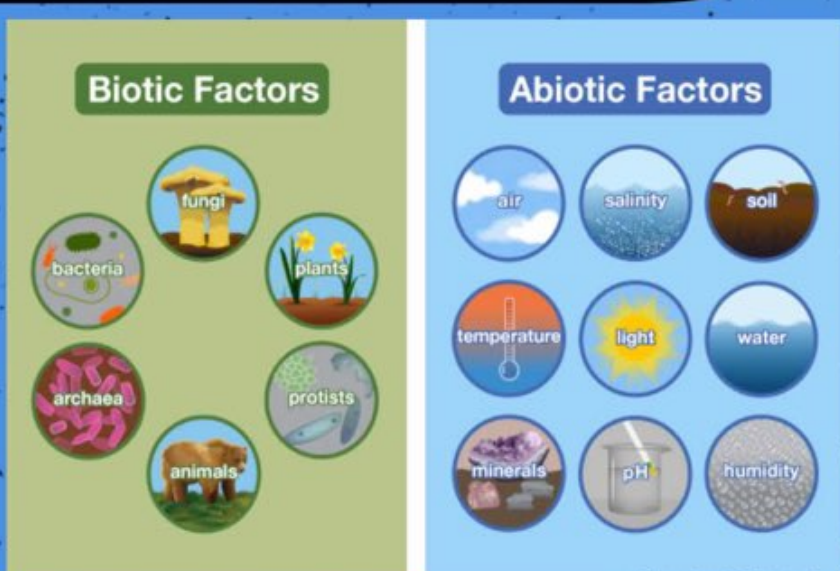 Biotic Factors
fungi
bacteria
plants
archaea
protists
animals
Abiotic Factors
air
salinity
soil
temperature
light
water
minerals
pH
humidity